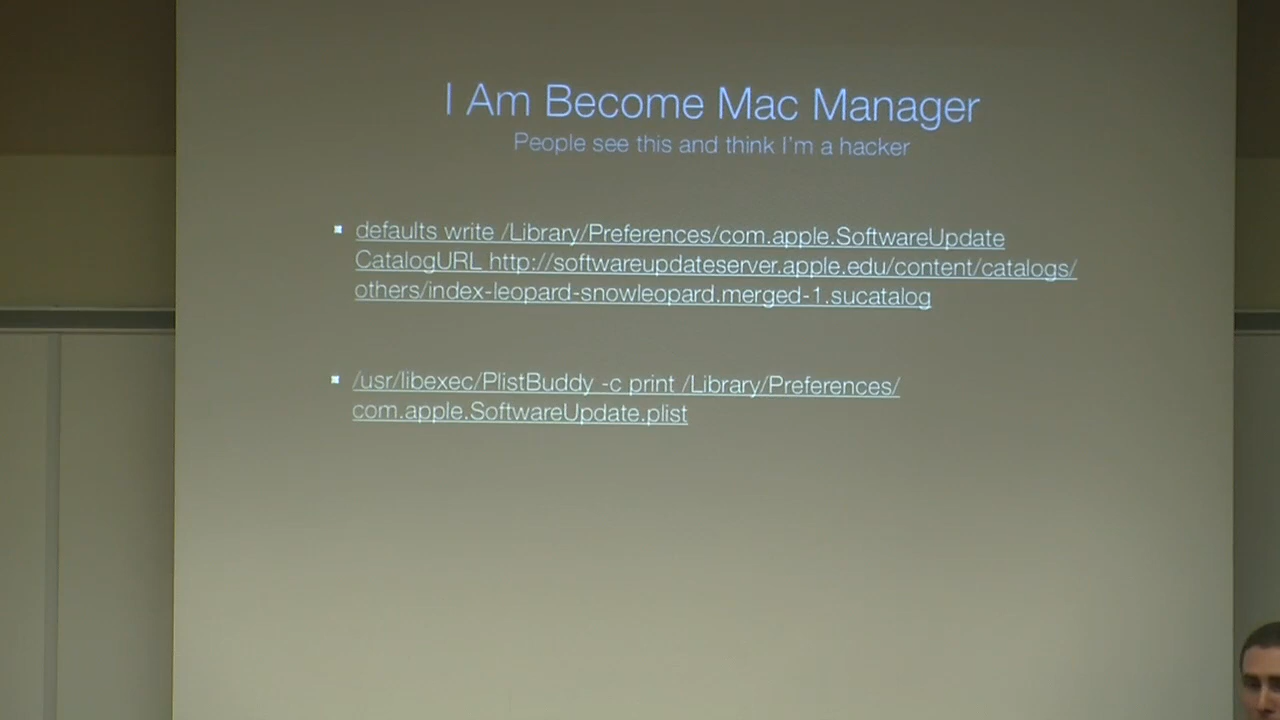 I Am Become Mac Manager
People see this and think I'm a hacker
defaults write /Library/Preferences/com.apple.SoftwareUpdate
CatalogURL http://softwareupdateserver.apple.edu/content/catalogs/
others/index-leopard-snowleopard.merged-1.sucatalog
/usr/libexec/PlistBuddy -c print /Library/Preferences/
com.apple.SoftwareUpdate.plist